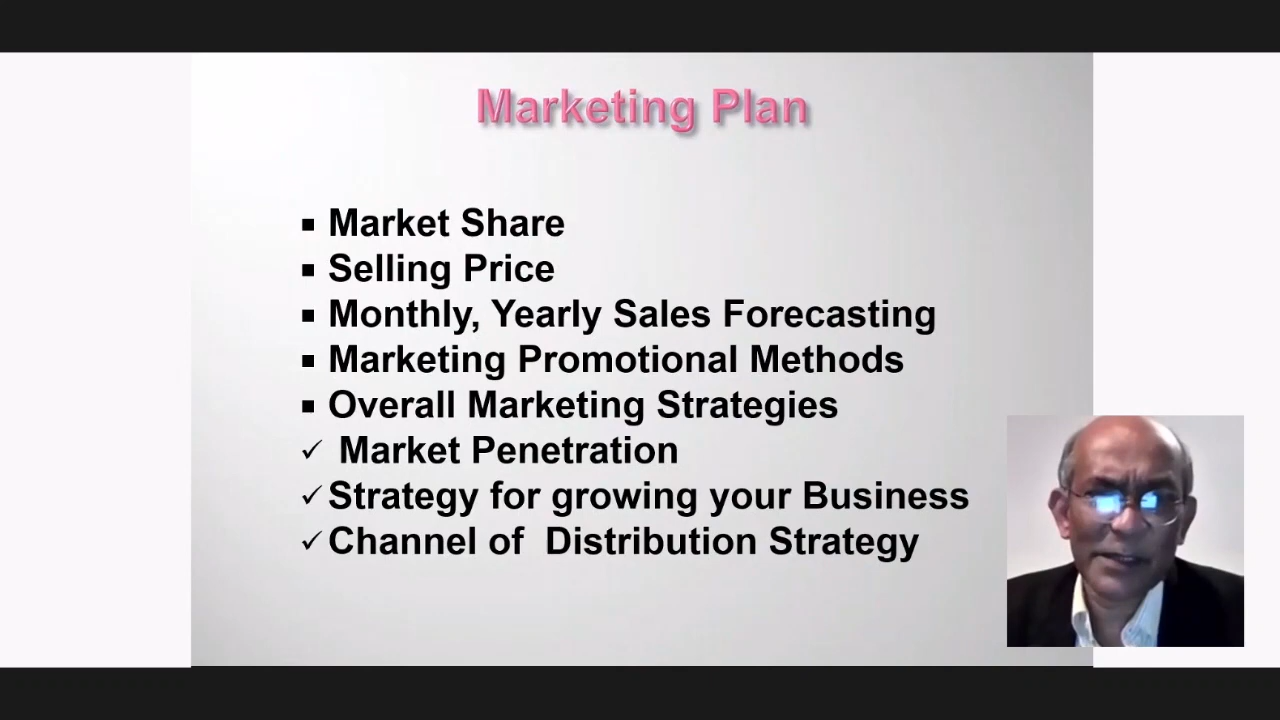 Marketing Plan
Market Share
Selling Price
Monthly, Yearly Sales Forecasting
Marketing Promotional Methods
Overall Marketing Strategies
Market Penetration
Strategy for growing your Business
Channel of Distribution Strategy